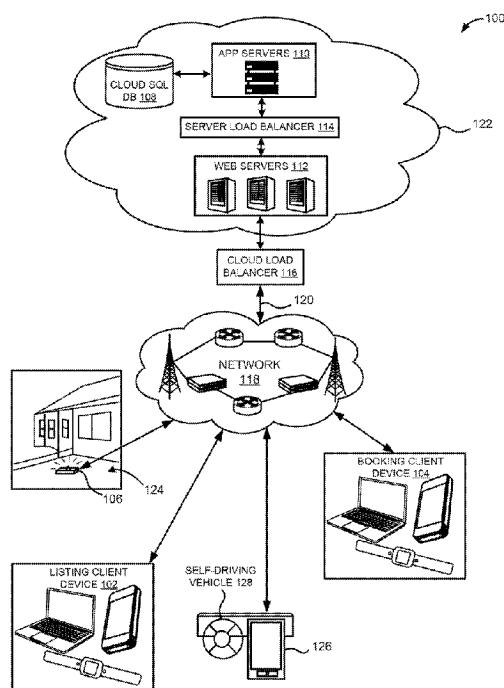 100
APP SERVERS 110
CLOUD SQL
DB 108
SERVER LOAD BALANCER 114
122
WEB SERVERS 112
CLOUD LOAD
BALANCER 116
120
NETWORK
118
106
124
BOOKING CLIENT
DEVICE 104
LISTING CLIENT
DEVICE 102
SELF-DRIVING
VEHICLE 128
126